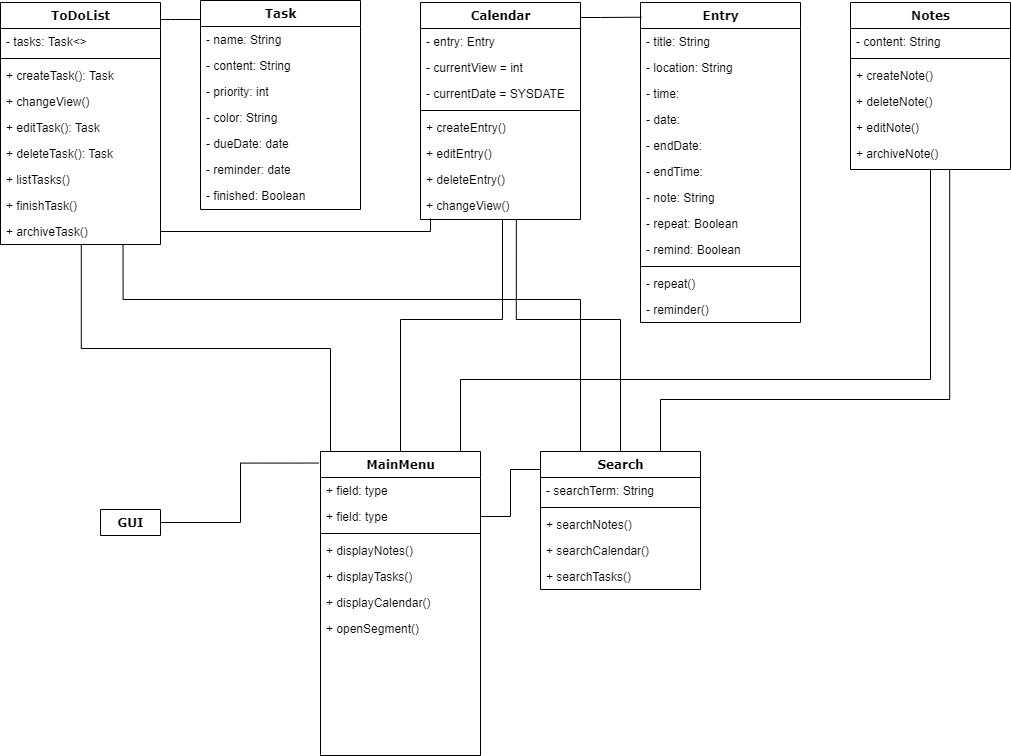 ToDoList
- tasks: Task<>
+ createTask(): Task
+ changeView()
+ editTask(): Task
+ deleteTask(): Task
+ listTasks()
+ finishTask()
+ archiveTask()
Task
- name: String
- content: String
- priority: int
- color: String
- dueDate: date
- reminder: date
- finished: Boolean
Calendar
- entry: Entry
- currentView = int
- currentDate = SYSDATE
+ createEntry()
+ editEntry()
+ deleteEntry()
+ changeView()
Entry
- title: String
- location: String
- time:
- date:
- endDate:
- endTime:
- note: String
- repeat: Boolean
- remind: Boolean
- repeat()
- reminder()
Notes
- content: String
+ createNote()
+ deleteNote()
+ editNote()
+ archiveNote()
GUI
MainMenu
+ field: type
+ field: type
+ displayNotes()
+ displayTasks()
+ displayCalendar()
+ openSegment()
Search
- searchTerm: String
+ searchNotes()
+ searchCalendar()
+ searchTasks()